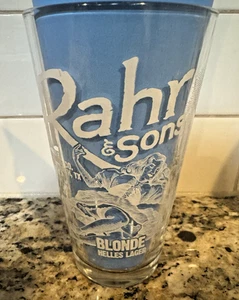 Rahr
& Sons
BLONDE
HELLES LAGER